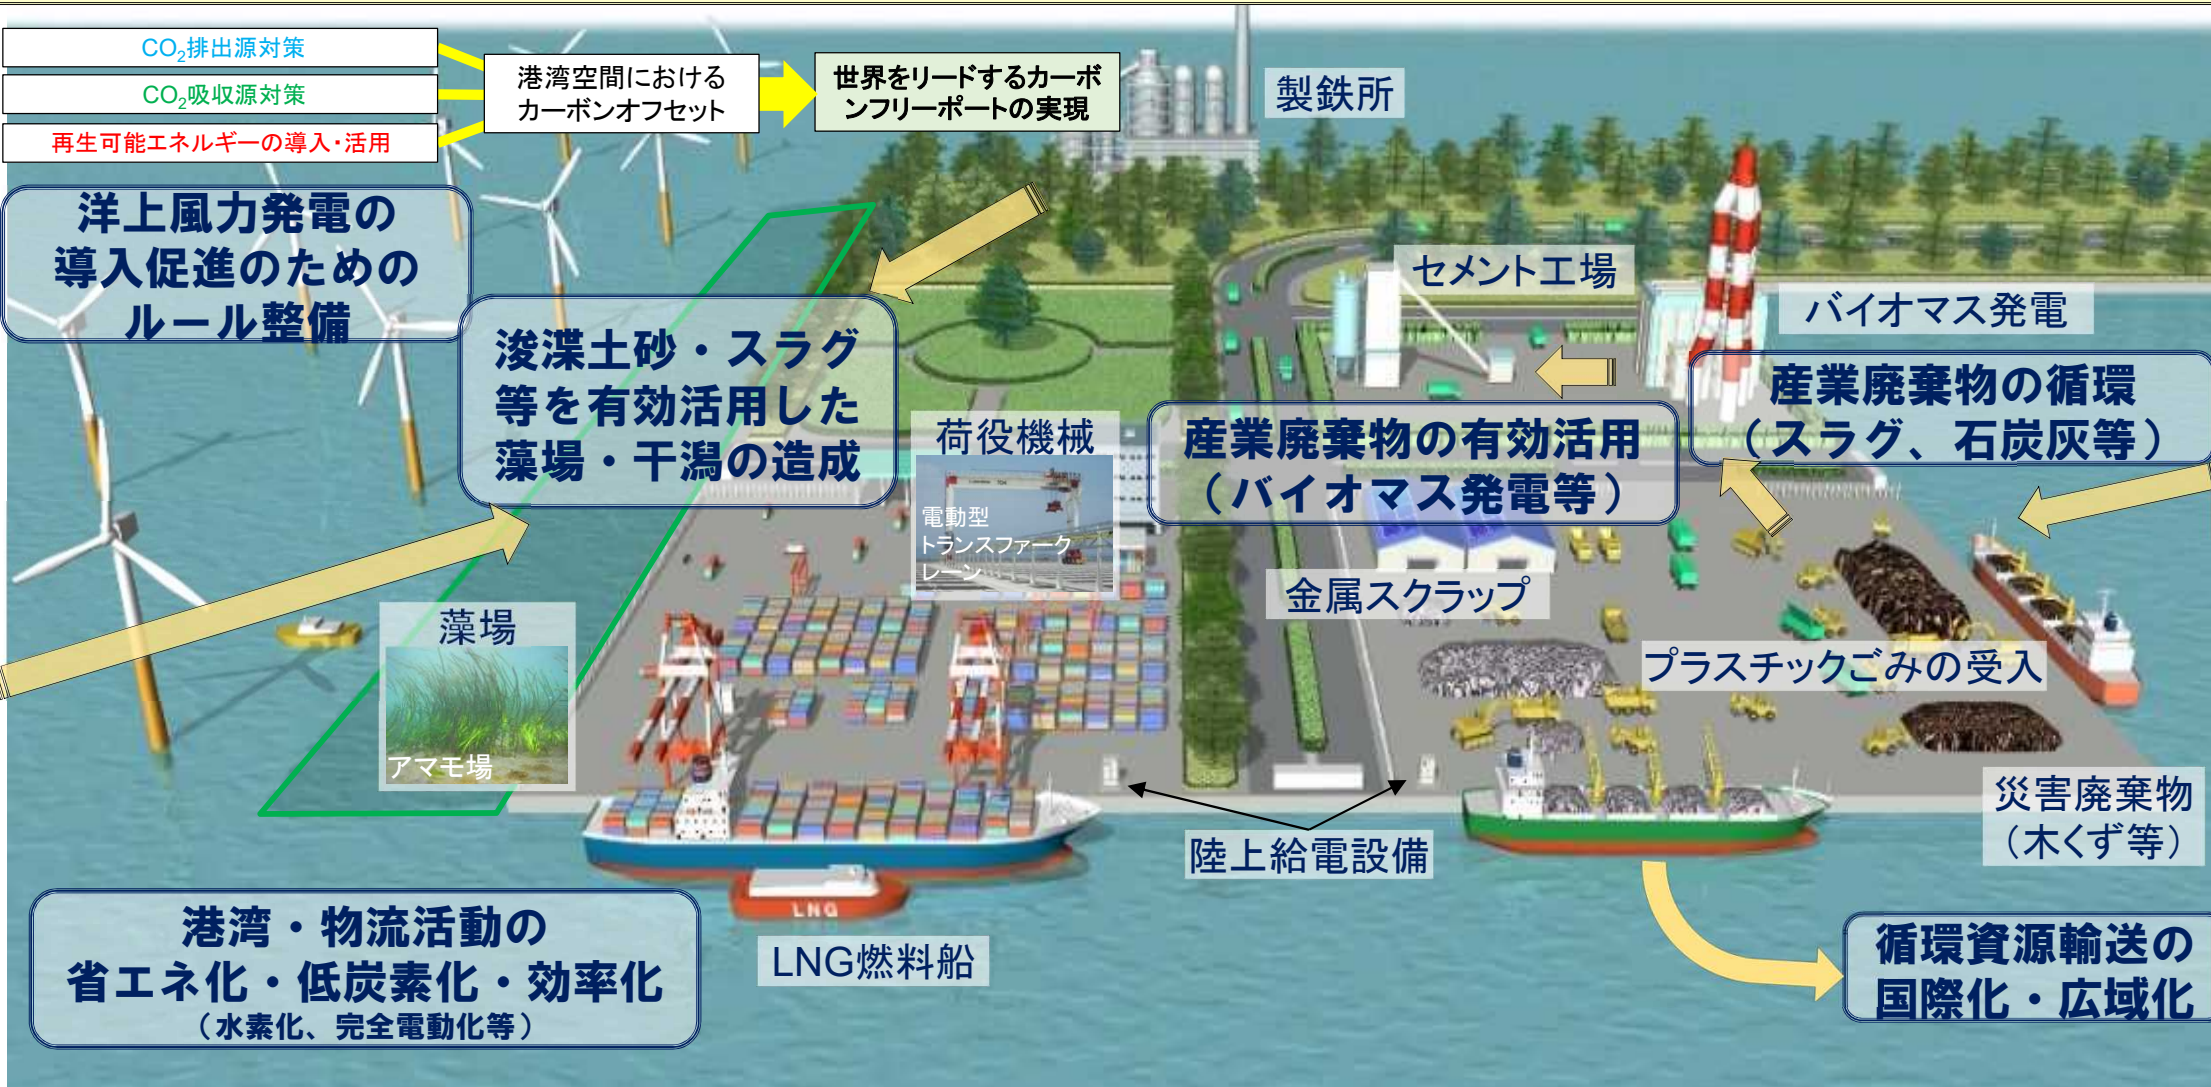 CO₂排出源対策
CO₂吸収源対策
再生可能エネルギーの導入・活用
港湾空間における
カーボンオフセット
世界をリードするカーボ
ンフリーポートの実現
製鉄所
洋上風力発電の
導入促進のための
ルール整備
セメント工場
バイオマス発電
浚渫土砂・スラグ
等を有効活用した
藻場・干潟の造成
産業廃棄物の循環
（スラグ、石炭灰等）
荷役機械
電動型
トランスファーク
レーン
産業廃棄物の有効活用
（バイオマス発電等）
金属スクラップ
藻場
アマモ場
プラスチックごみの受入
災害廃棄物
（木くず等）
陸上給電設備
LNG
LNG燃料船
港湾・物流活動の
省エネ化・低炭素化・効率化
（水素化、完全電動化等）
循環資源輸送の
国際化・広域化